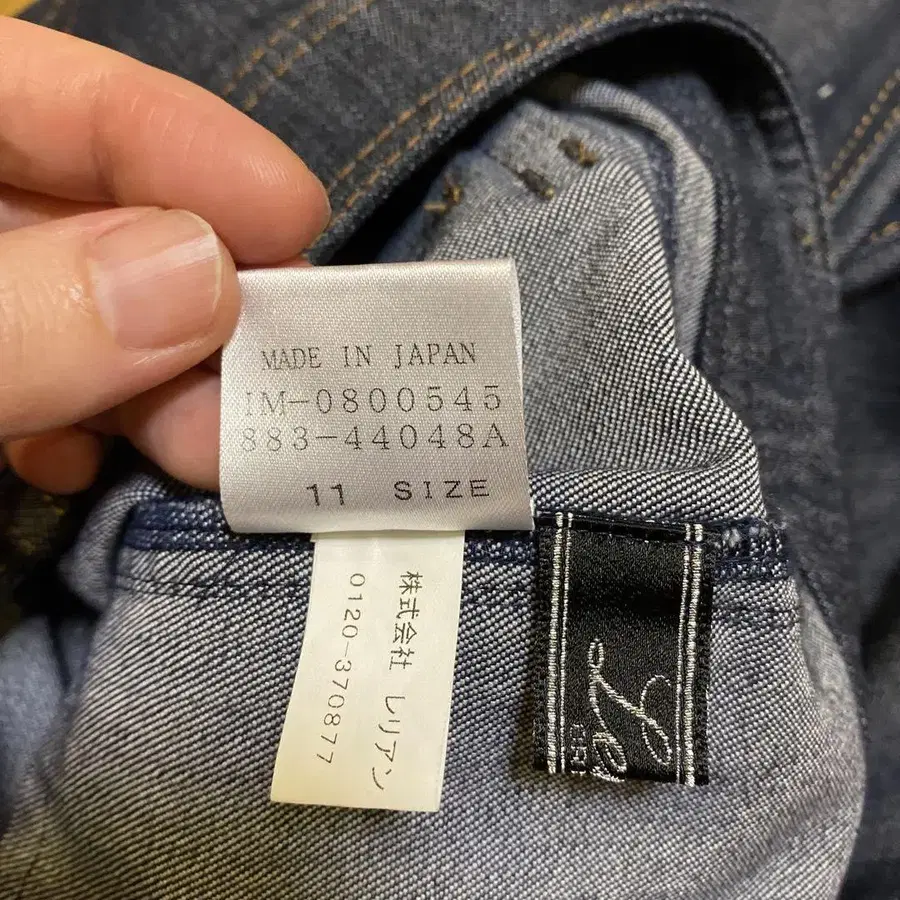 MADE IN JAPAN
IM-0800545
883-44048A
11 SIZE
株式会社 レリアン
0120-370877
Le